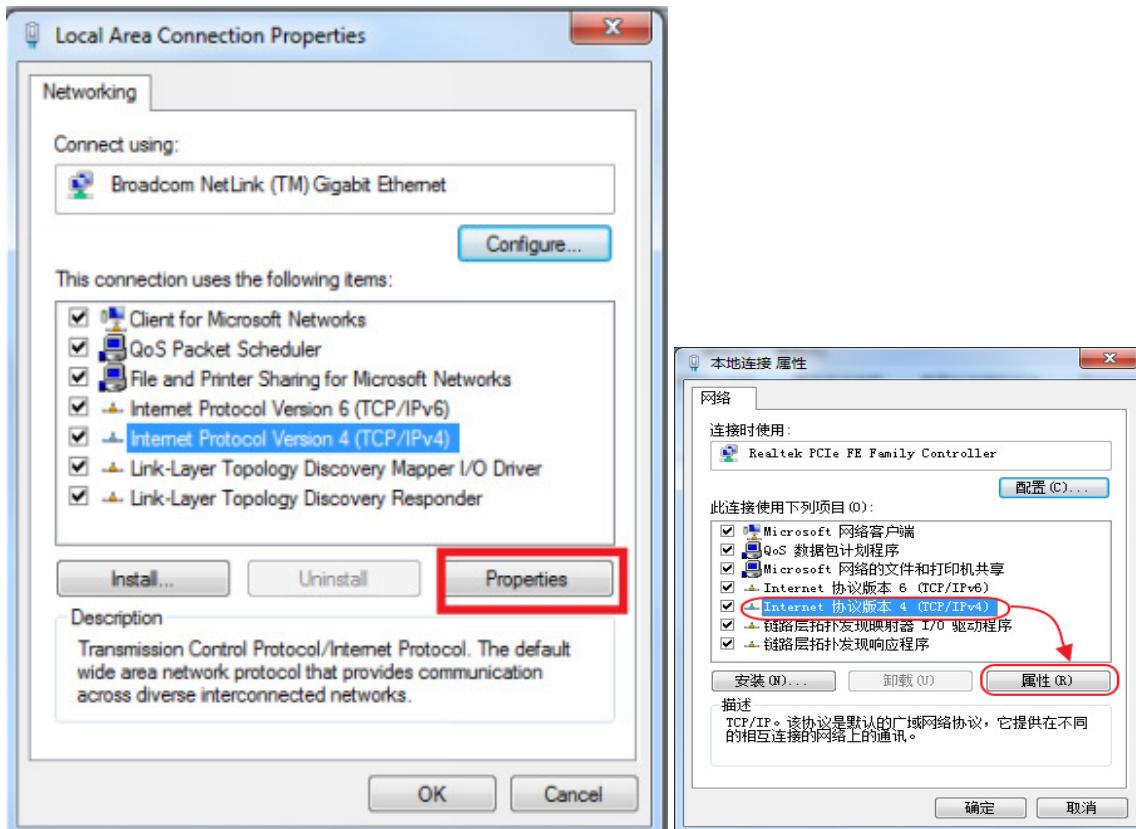 Local Area Connection Properties
Networking
Connect using:
Broadcom NetLink (TM) Gigabit Ethernet
Configure...
This connection uses the following items:
Client for Microsoft Networks
QoS Packet Scheduler
File and Printer Sharing for Microsoft Networks
Internet Protocol Version 6 (TCP/IPv6)
Internet Protocol Version 4 (TCP/IPv4)
Link-Layer Topology Discovery Mapper I/O Driver
Link-Layer Topology Discovery Responder
Install...
Uninstall
Properties
Description
Transmission Control Protocol/Internet Protocol. The default
wide area network protocol that provides communication
across diverse interconnected networks.
OK
Cancel
本地连接 属性
网络
连接时使用:
Realtek PCIe FE Family Controller
配置(C)...
此连接使用下列项目(O):
Microsoft 网络客户端
QoS 数据包计划程序
Microsoft 网络的文件和打印机共享
Internet 协议版本 6 (TCP/IPv6)
Internet 协议版本 4 (TCP/IPv4)
链路层拓扑发现映射器 I/O 驱动程序
链路层拓扑发现响应程序
安装(N)...
卸载(U)
属性(R)
描述
TCP/IP。该协议是默认的广域网络协议，它提供在不同
的相互连接的网络上的通讯。
确定
取消